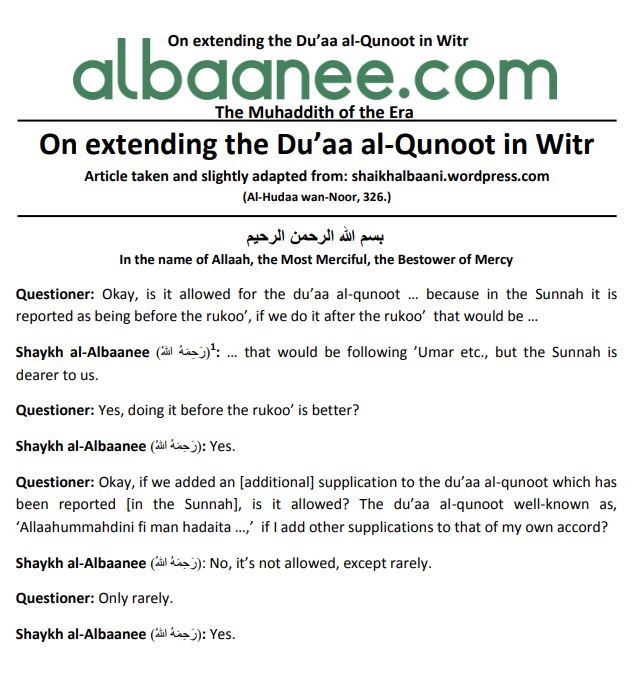 On extending the Du’aa al-Qunoot in Witr
albaanee.com
The Muhaddith of the Era
On extending the Du’aa al-Qunoot in Witr
Article taken and slightly adapted from: shaikhalbaani.wordpress.com
(Al-Hudaa wan-Noor, 326.)
بسم الله الرحمن الرحيم
In the name of Allaah, the Most Merciful, the Bestower of Mercy
Questioner: Okay, is it allowed for the du’aa al-qunoot … because in the Sunnah it is
reported as being before the rukoo’, if we do it after the rukoo’ that would be …
Shaykh al-Albaanee (رَحِمَهُ اللهُ)¹: … that would be following ’Umar etc., but the Sunnah is
dearer to us.
Questioner: Yes, doing it before the rukoo’ is better?
Shaykh al-Albaanee (رَحِمَهُ اللهُ): Yes.
Questioner: Okay, if we added an [additional] supplication to the du’aa al-qunoot which has
been reported [in the Sunnah], is it allowed? The du’aa al-qunoot well-known as,
‘Allaahummahdini fi man hadaita …,’ if I add other supplications to that of my own accord?
Shaykh al-Albaanee (رَحِمَهُ اللهُ): No, it’s not allowed, except rarely.
Questioner: Only rarely.
Shaykh al-Albaanee (رَحِمَهُ اللهُ): Yes.